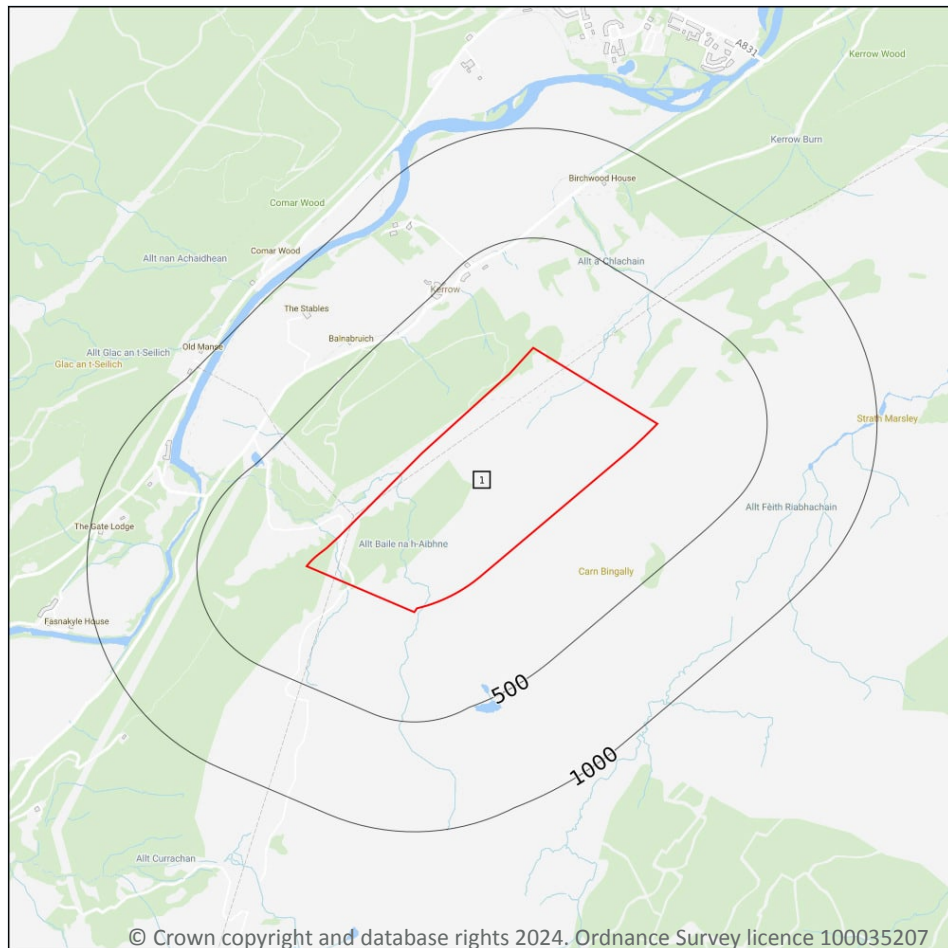 A831
Kerrow Wood
Kerrow Burn
Birchwood House
Comar Wood
Comar Wood
Allt nan Achaidhean
Allt a' Chlachain
Kerrow
The Stables
Balnabruich
Old Manse
Allt Glac an t-Seilich
Glac an t-Seilich
Strath Marsley
1
Allt Fèith Riabhachain
The Gate Lodge
Allt Baile na h-Aibhne
Carn Bingally
Fasnakyle House
500
1000
Allt Currachan
© Crown copyright and database rights 2024. Ordnance Survey licence 100035207